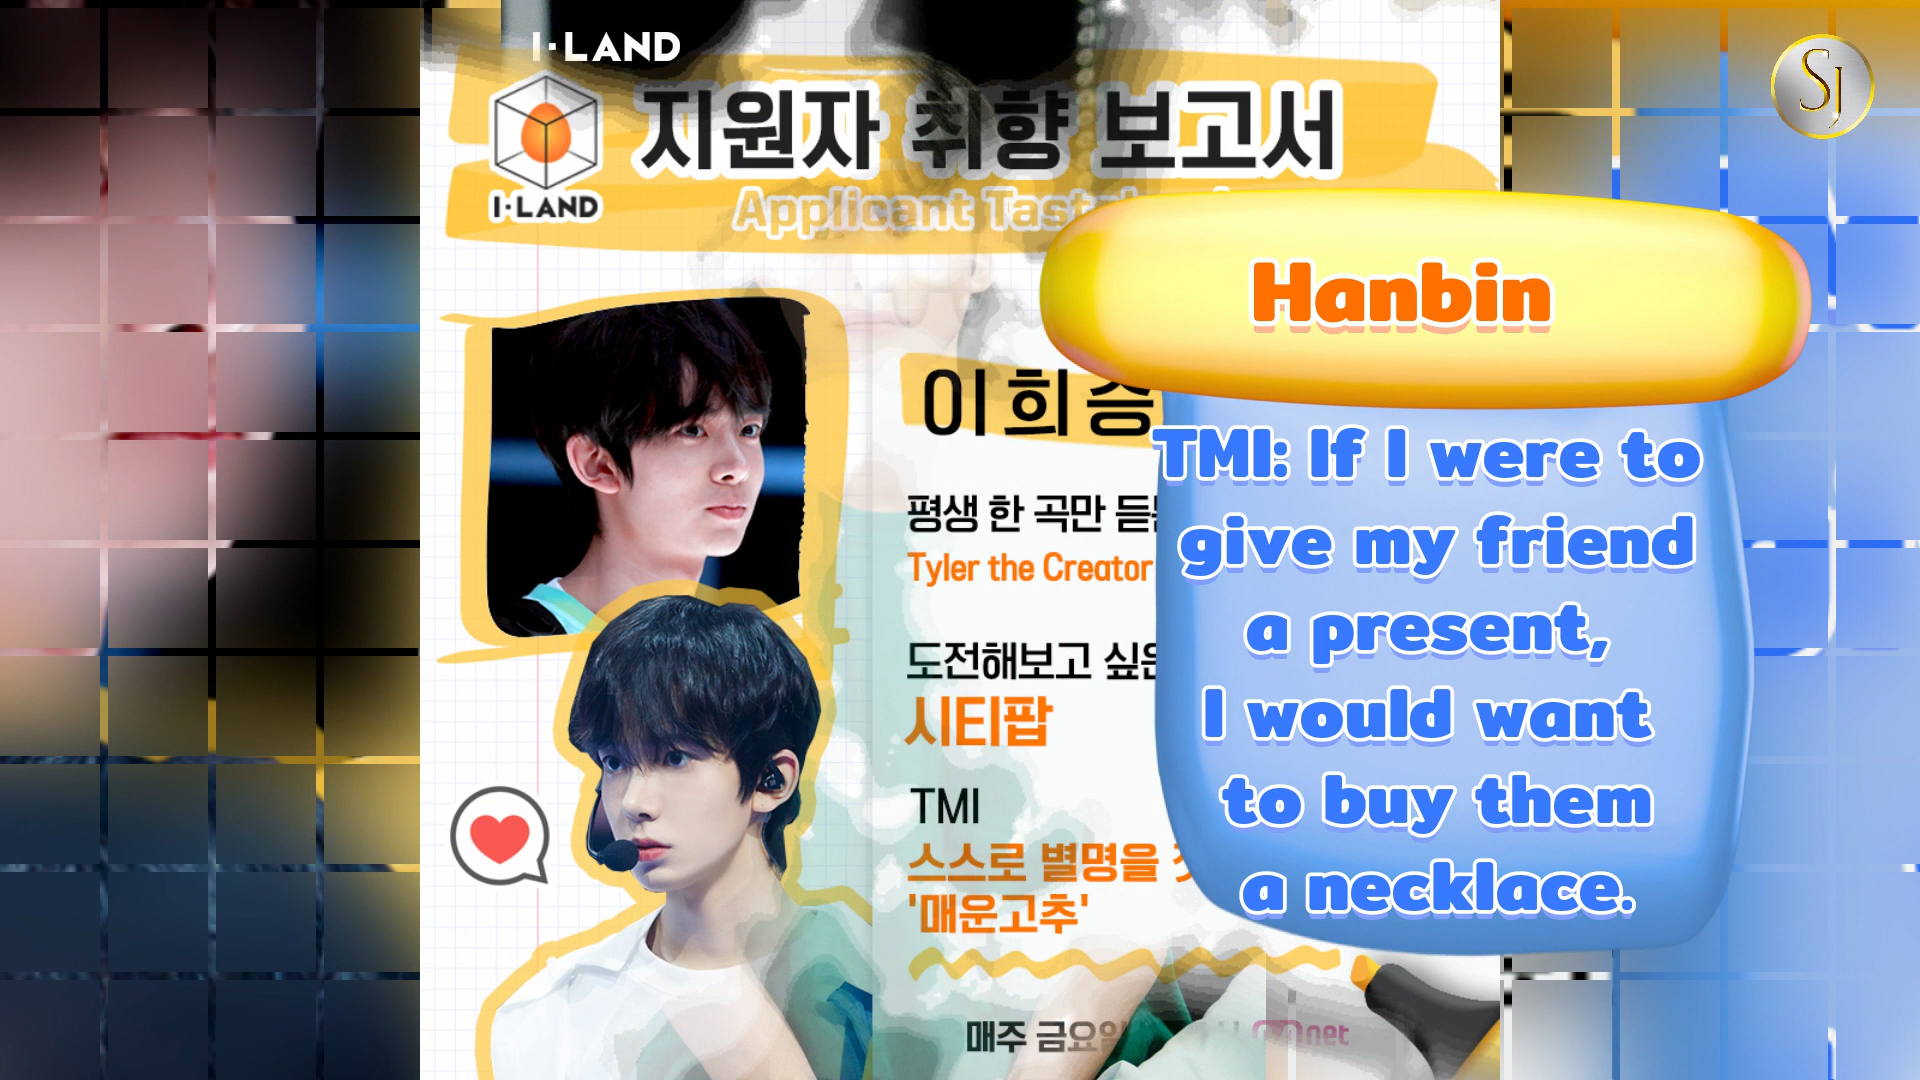 I·LAND
I·LAND
지원자 취향 보고서
Applicant
이희승
평생 한 곡만
Tyler the Creator
도전해보고
시티팝
TMI
스스로 별명을
'매운고추'
매주 금요일
net
Hanbin
TMI: If I were to
give my friend
a present,
I would want
to buy them
a necklace.
SJ